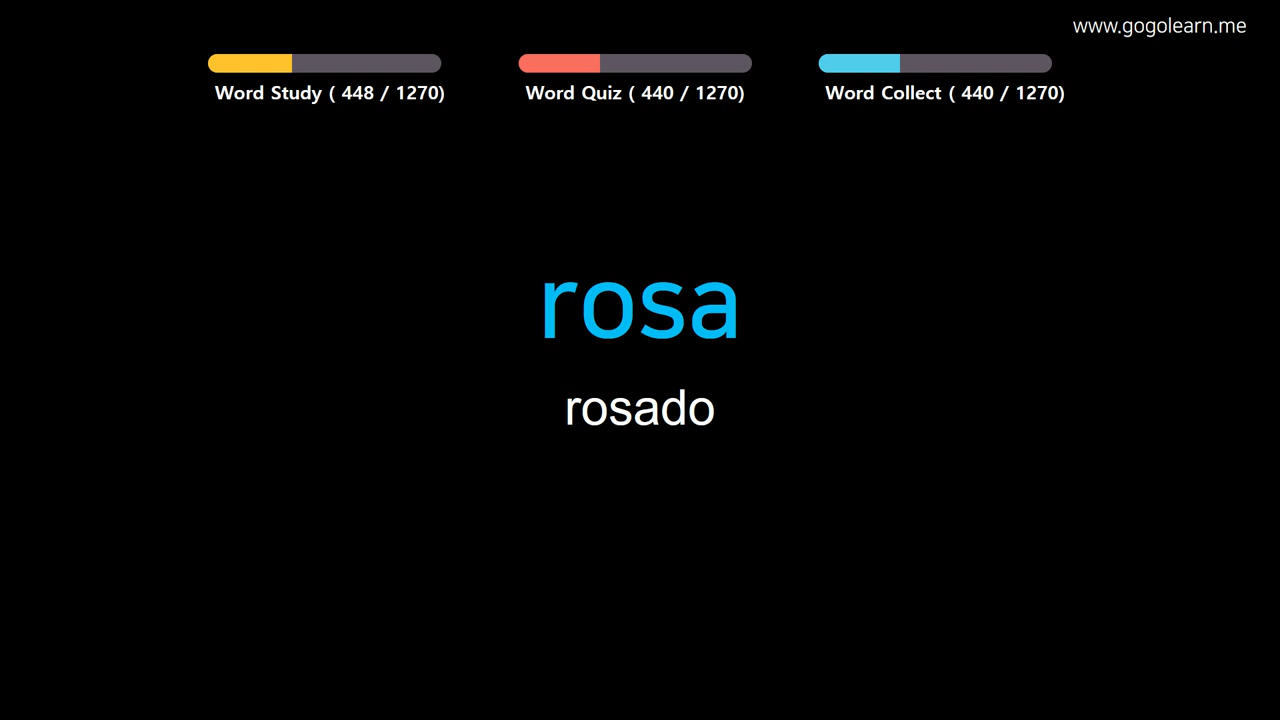 www.gogolearn.me
Word Study ( 448 / 1270)
Word Quiz ( 440 / 1270)
Word Collect ( 440 / 1270)
rosa
rosado